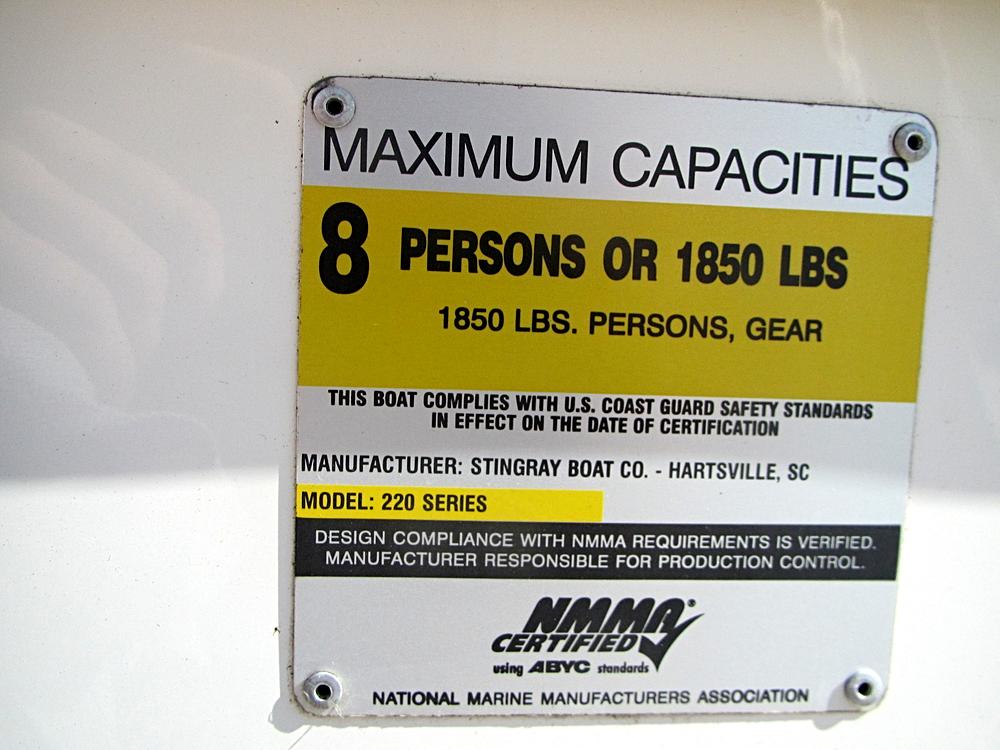 MAXIMUM CAPACITIES
8 PERSONS OR 1850 LBS
1850 LBS. PERSONS, GEAR
THIS BOAT COMPLIES WITH U.S. COAST GUARD SAFETY STANDARDS
IN EFFECT ON THE DATE OF CERTIFICATION
MANUFACTURER: STINGRAY BOAT CO. - HARTSVILLE, SC
MODEL: 220 SERIES
DESIGN COMPLIANCE WITH NMMA REQUIREMENTS IS VERIFIED.
MANUFACTURER RESPONSIBLE FOR PRODUCTION CONTROL.
NMMA®
CERTIFIED
using ABYC standards
NATIONAL MARINE MANUFACTURERS ASSOCIATION